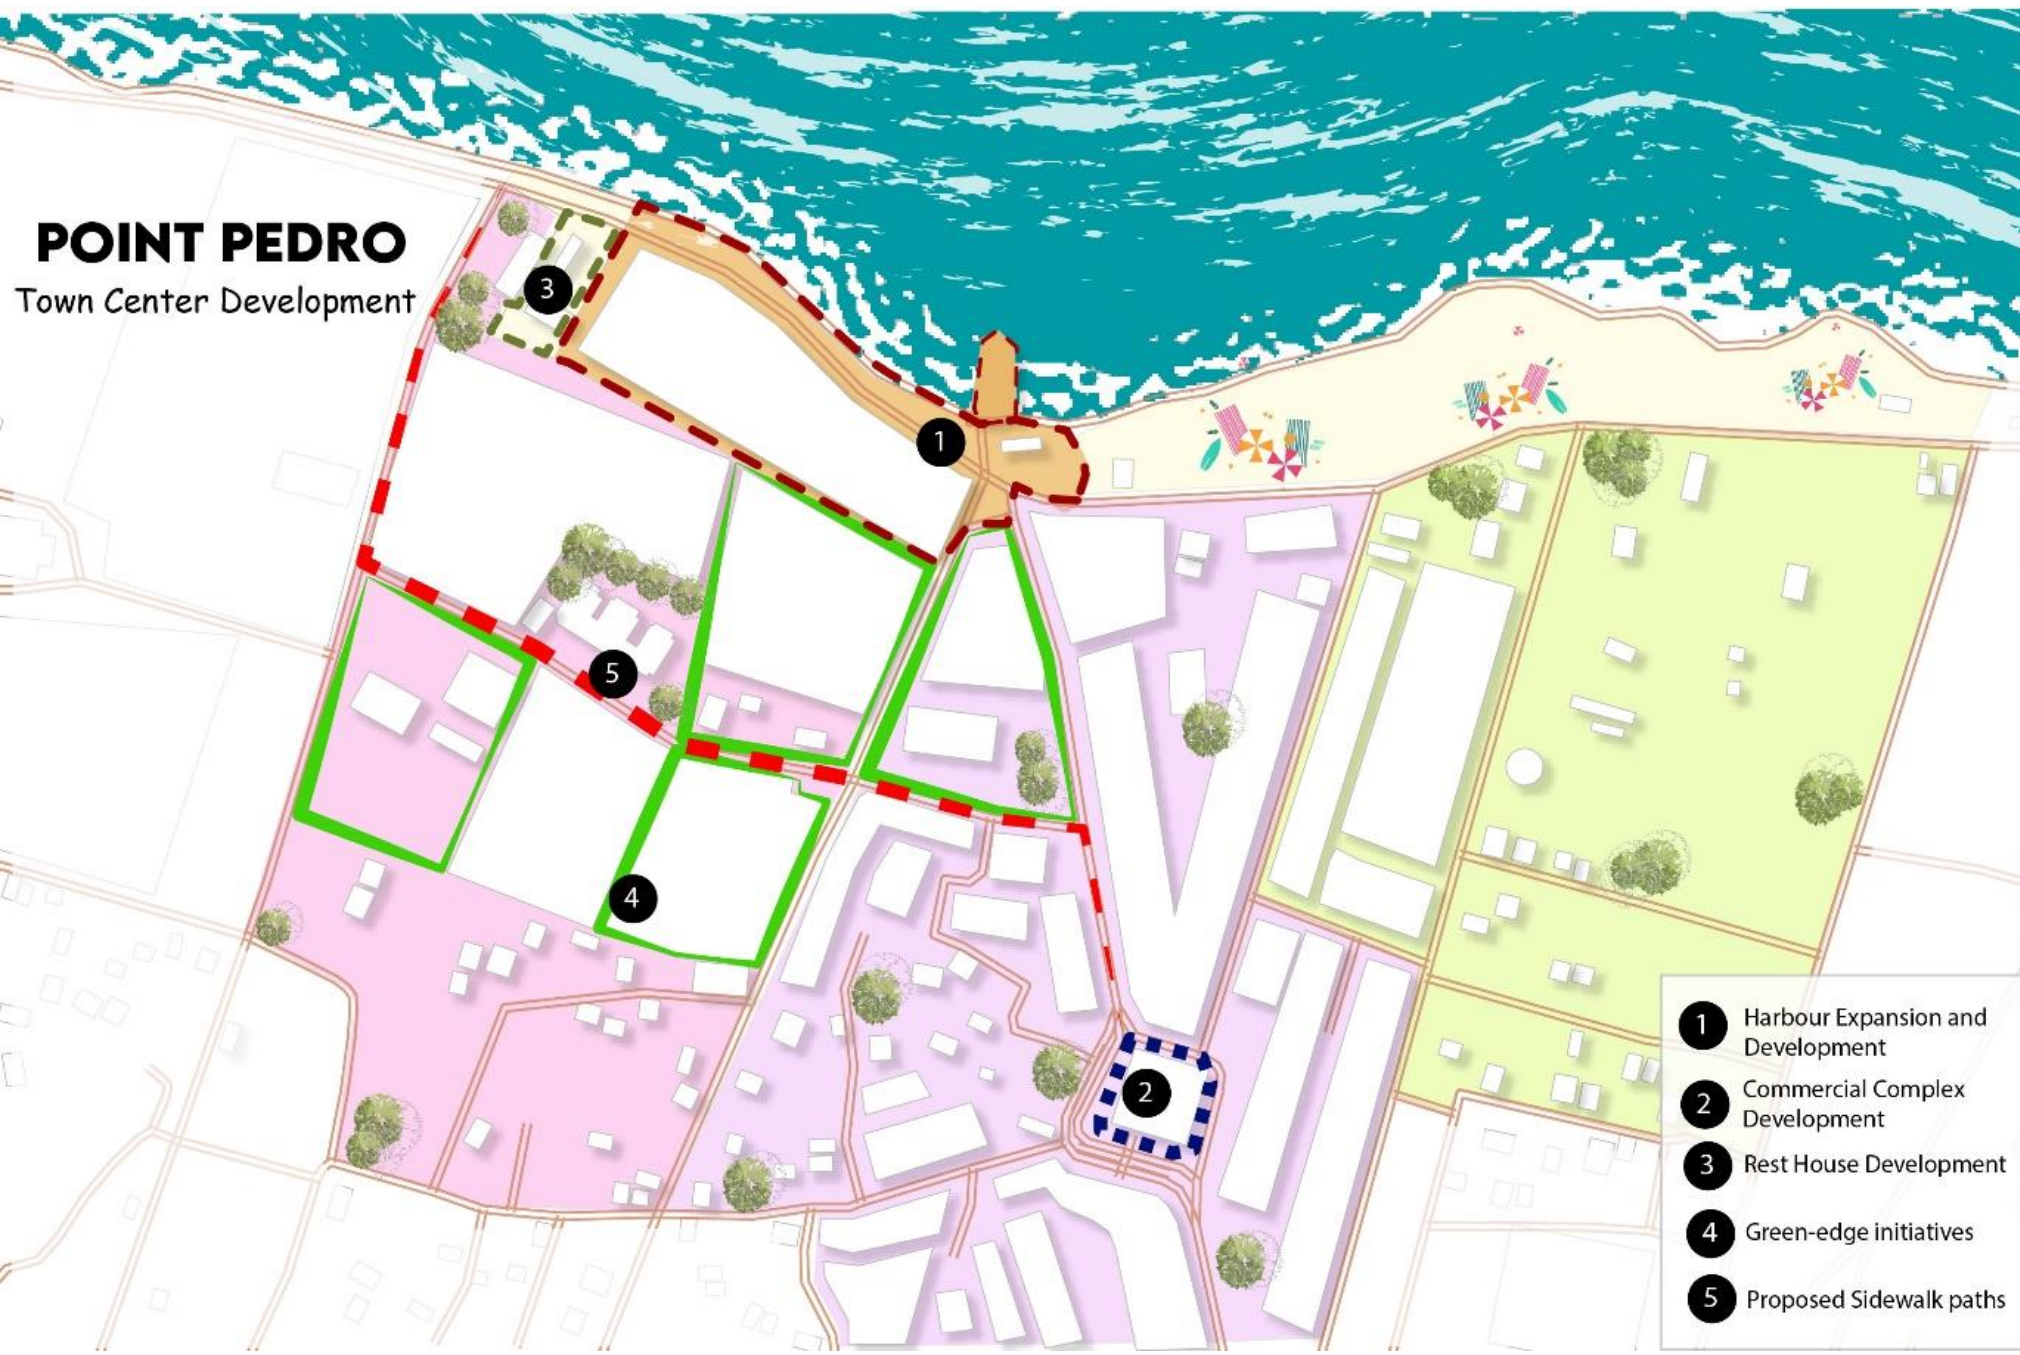 POINT PEDRO
Town Center Development
3
1
5
4
2
1 Harbour Expansion and
Development
2 Commercial Complex
Development
3 Rest House Development
4 Green-edge initiatives
5 Proposed Sidewalk paths